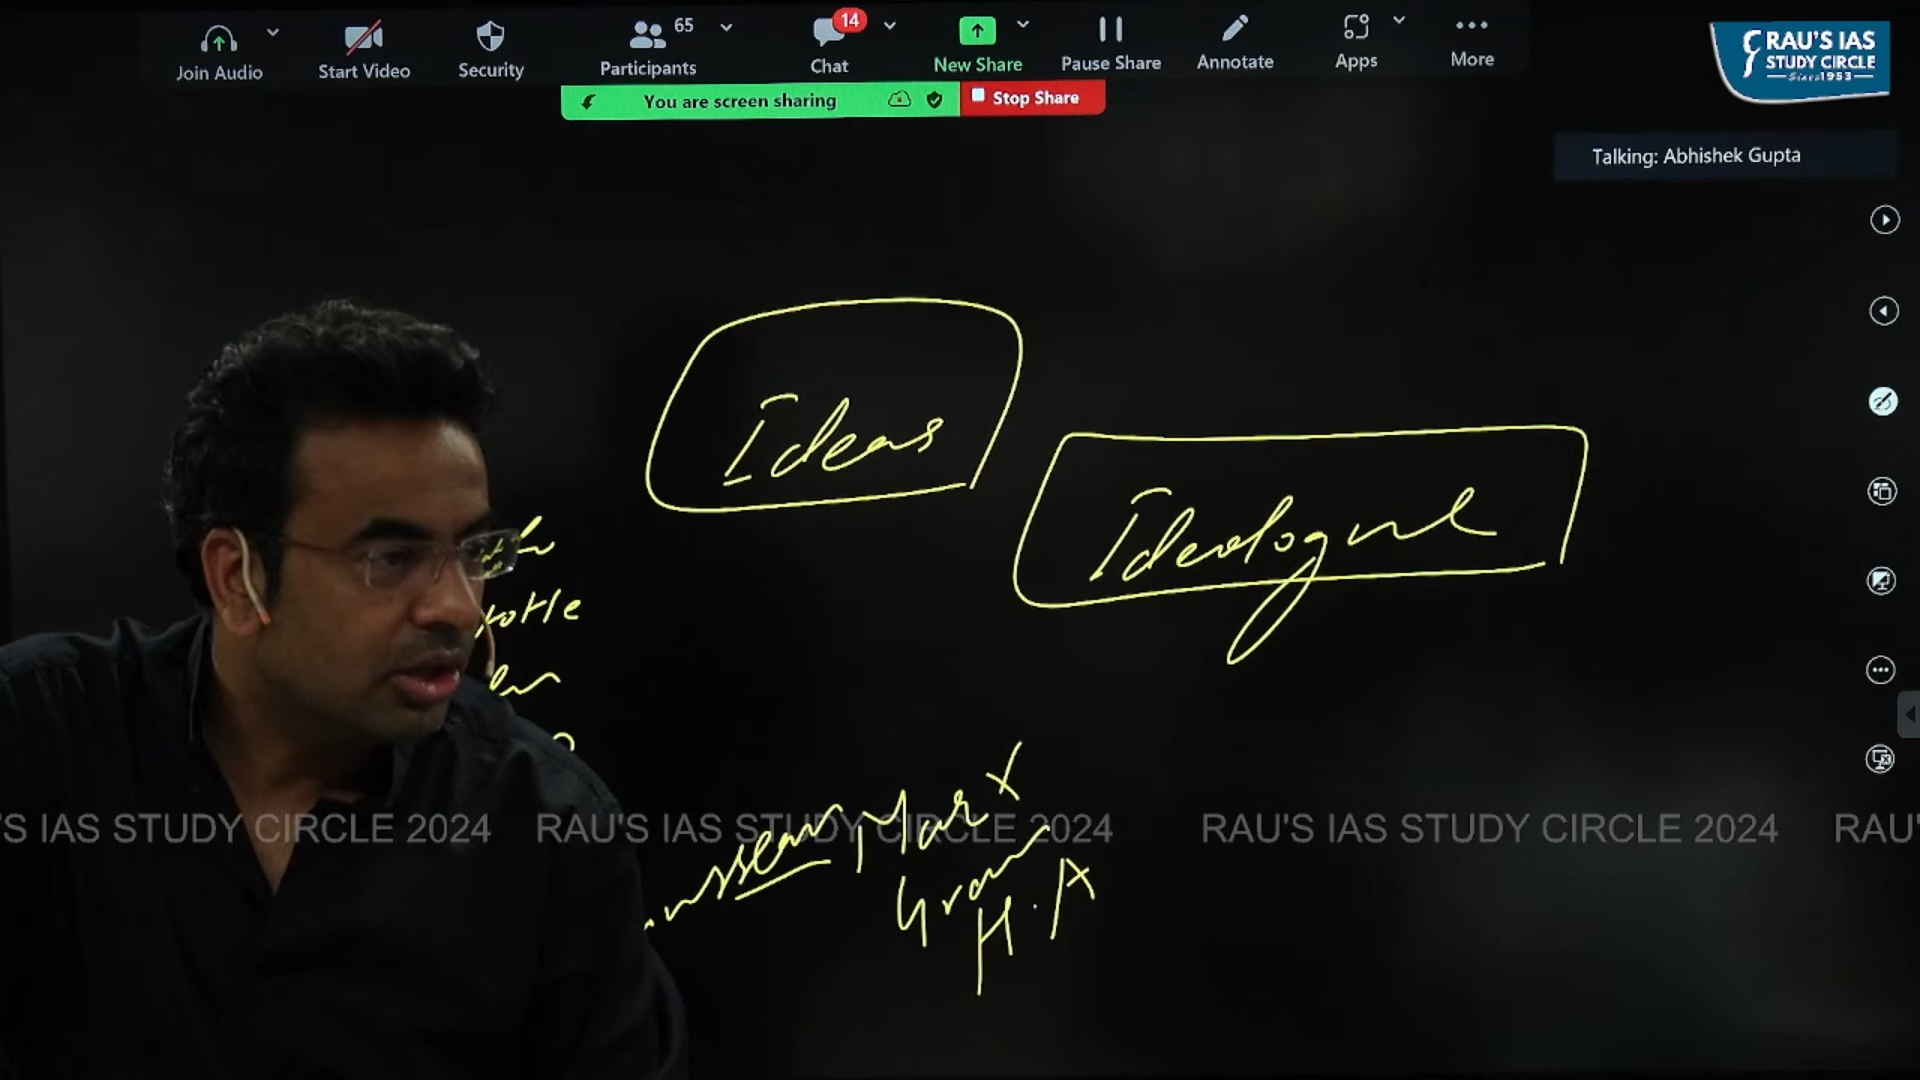 65
14
Join Audio
Start Video
Security
Participants
Chat
New Share
Pause Share
Annotate
Apps
More
RAU'S IAS
STUDY CIRCLE
Since 1953
You are screen sharing
Stop Share
Talking: Abhishek Gupta
Ideas
Ideologue
Marx
H.A
'S IAS STUDY CIRCLE 2024 RAU'S IAS STUDY CIRCLE 2024 RAU'S IAS STUDY CIRCLE 2024 RAU'